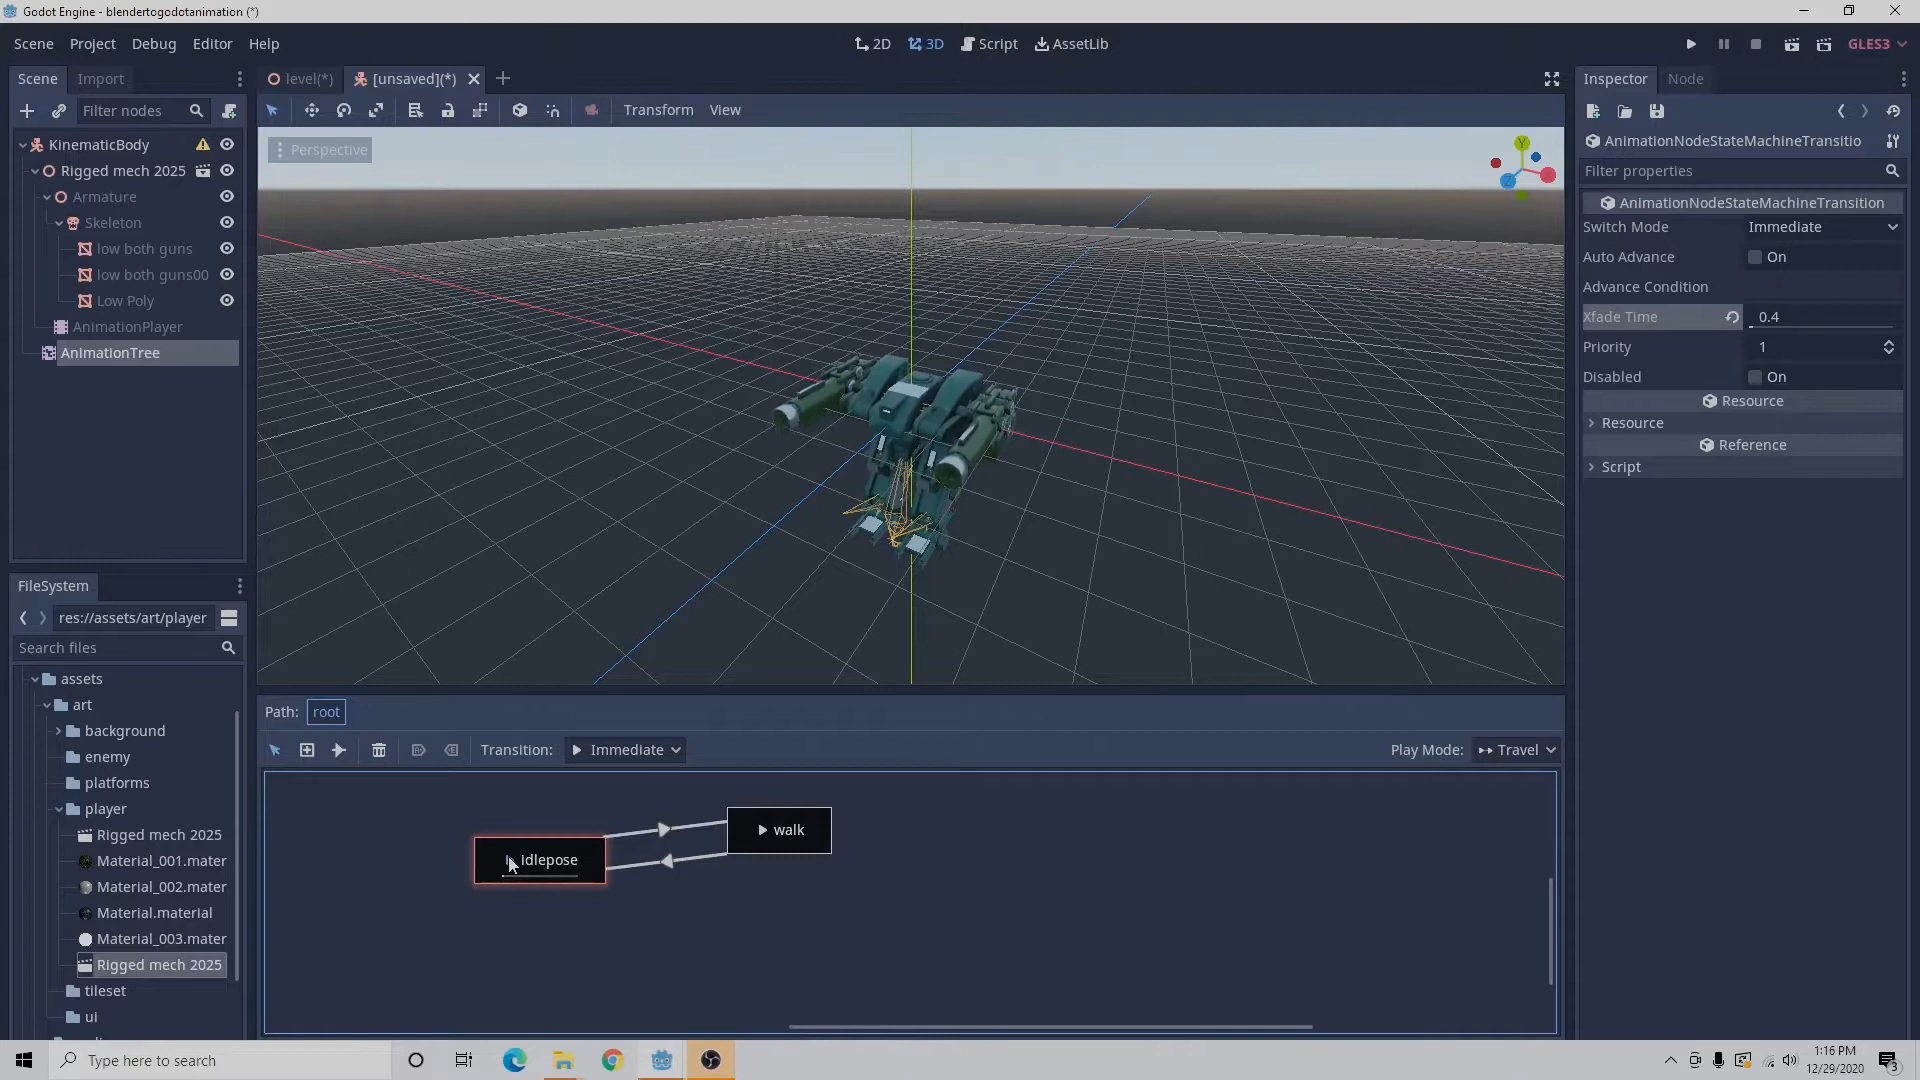 Godot Engine - blendertogodotanimation (*)
Scene Project Debug Editor Help
2D 3D Script AssetLib
GLES3
Scene Import
level(*) [unsaved](*)
Inspector Node
Filter nodes
Transform View
KinematicBody
Rigged mech 2025
Armature
Skeleton
low both guns
low both guns00
Low Poly
AnimationPlayer
AnimationTree
Perspective
Y
Z
AnimationNodeStateMachineTransitio
Filter properties
AnimationNodeStateMachineTransition
Switch Mode Immediate
Auto Advance On
Advance Condition
Xfade Time 0.4
Priority 1
Disabled On
Resource
Resource
Reference
Script
FileSystem
res://assets/art/player
Search files
assets
art
background
enemy
platforms
player
Rigged mech 2025
Material_001.mater
Material_002.mater
Material.material
Material_003.mater
Rigged mech 2025
tileset
ui
Path: root
Transition: Immediate
Play Mode: Travel
walk
idlepose
Type here to search
1:16 PM
12/29/2020
3